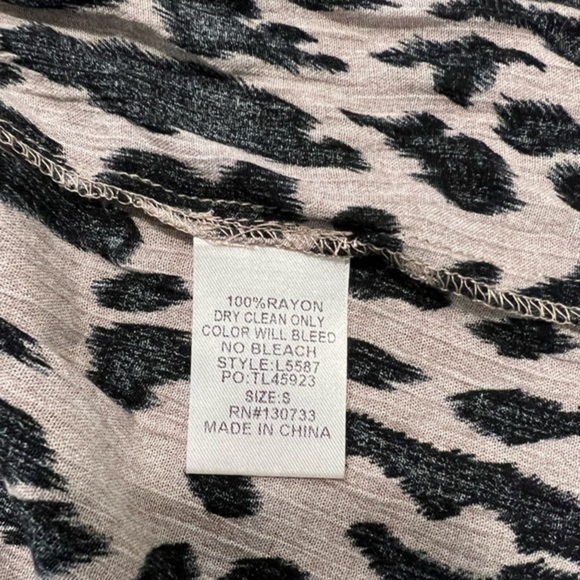 100%RAYON
DRY CLEAN ONLY
COLOR WILL BLEED
NO BLEACH
STYLE:L5587
PO:TL45923
SIZE:S
RN#130733
MADE IN CHINA